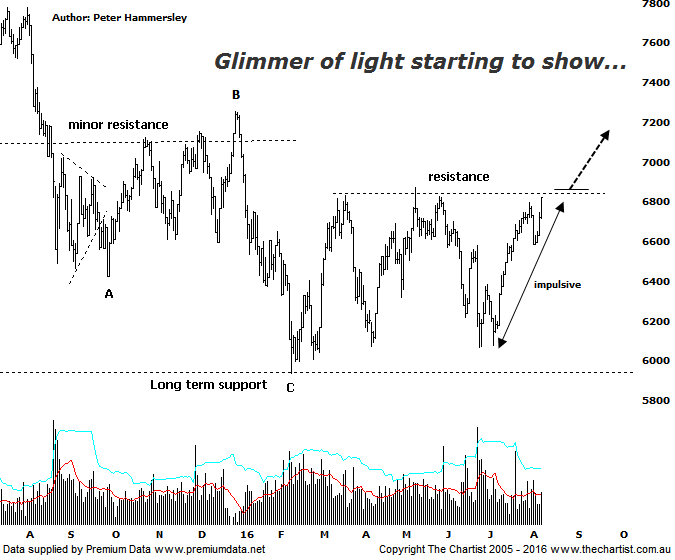 7800
Author: Peter Hammersley
7600
Glimmer of light starting to show...
7400
B
7200
minor resistance
7000
resistance
6800
6600
6400
A
impulsive
6200
6000
Long term support C
5800
A S O N D 16 F M A M J J A S O
Data supplied by Premium Data www.premiumdata.net
Copyright The Chartist 2005 - 2016 www.thechartist.com.au